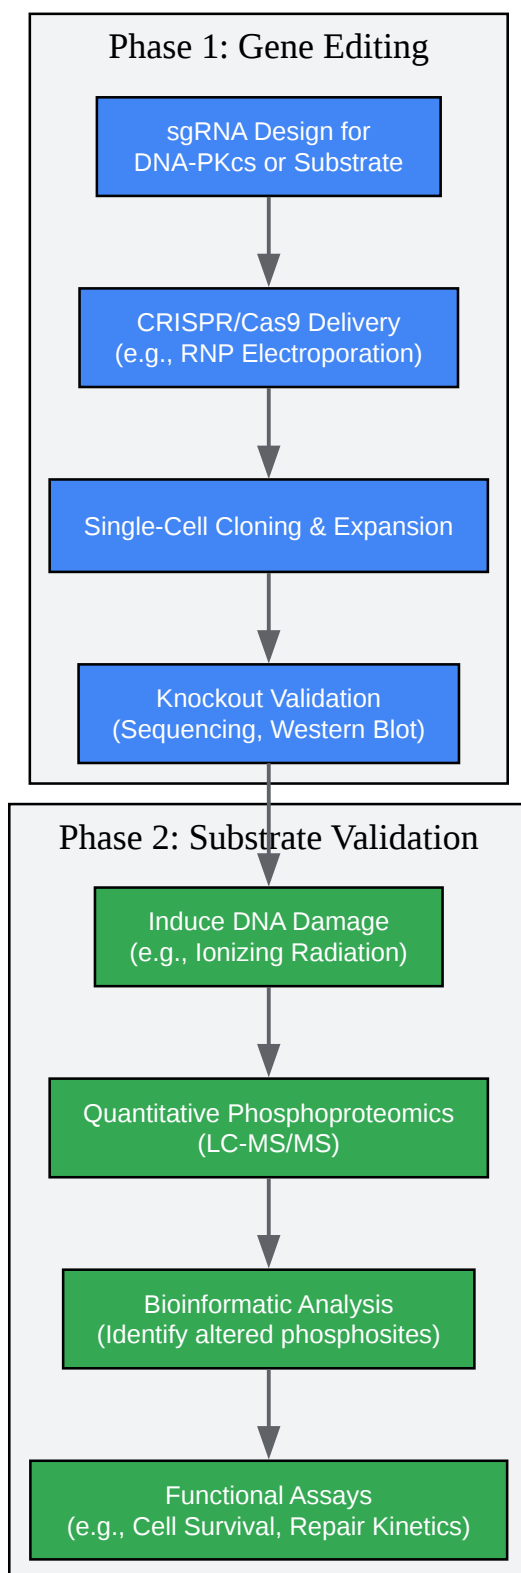 Phase 1: Gene Editing
sgRNA Design for
DNA-PKcs or Substrate
CRISPR/Cas9 Delivery
(e.g., RNP Electroporation)
Single-Cell Cloning & Expansion
Knockout Validation
(Sequencing, Western Blot)
Phase 2: Substrate Validation
Induce DNA Damage
(e.g., Ionizing Radiation)
Quantitative Phosphoproteomics
(LC-MS/MS)
Bioinformatic Analysis
(Identify altered phosphosites)
Functional Assays
(e.g., Cell Survival, Repair Kinetics)